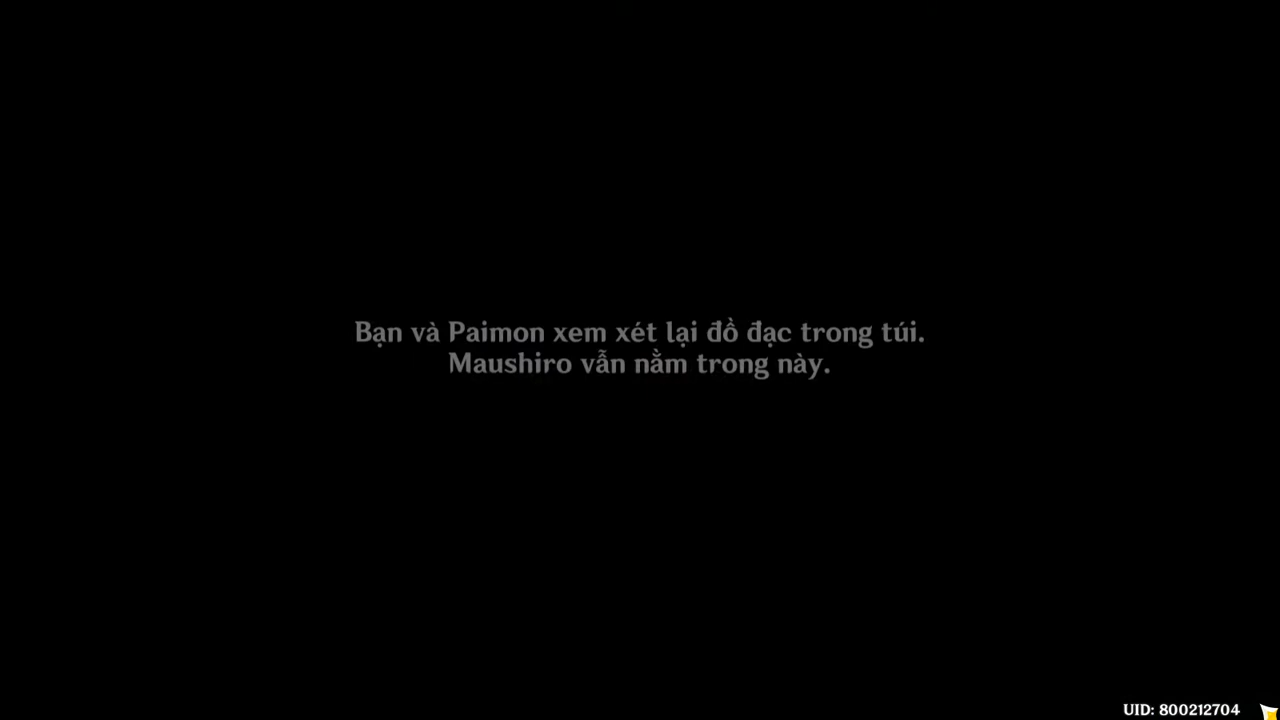 Bạn và Paimon xem xét lại đồ đạc trong túi.
Maushiro vẫn nằm trong này.
UID: 800212704